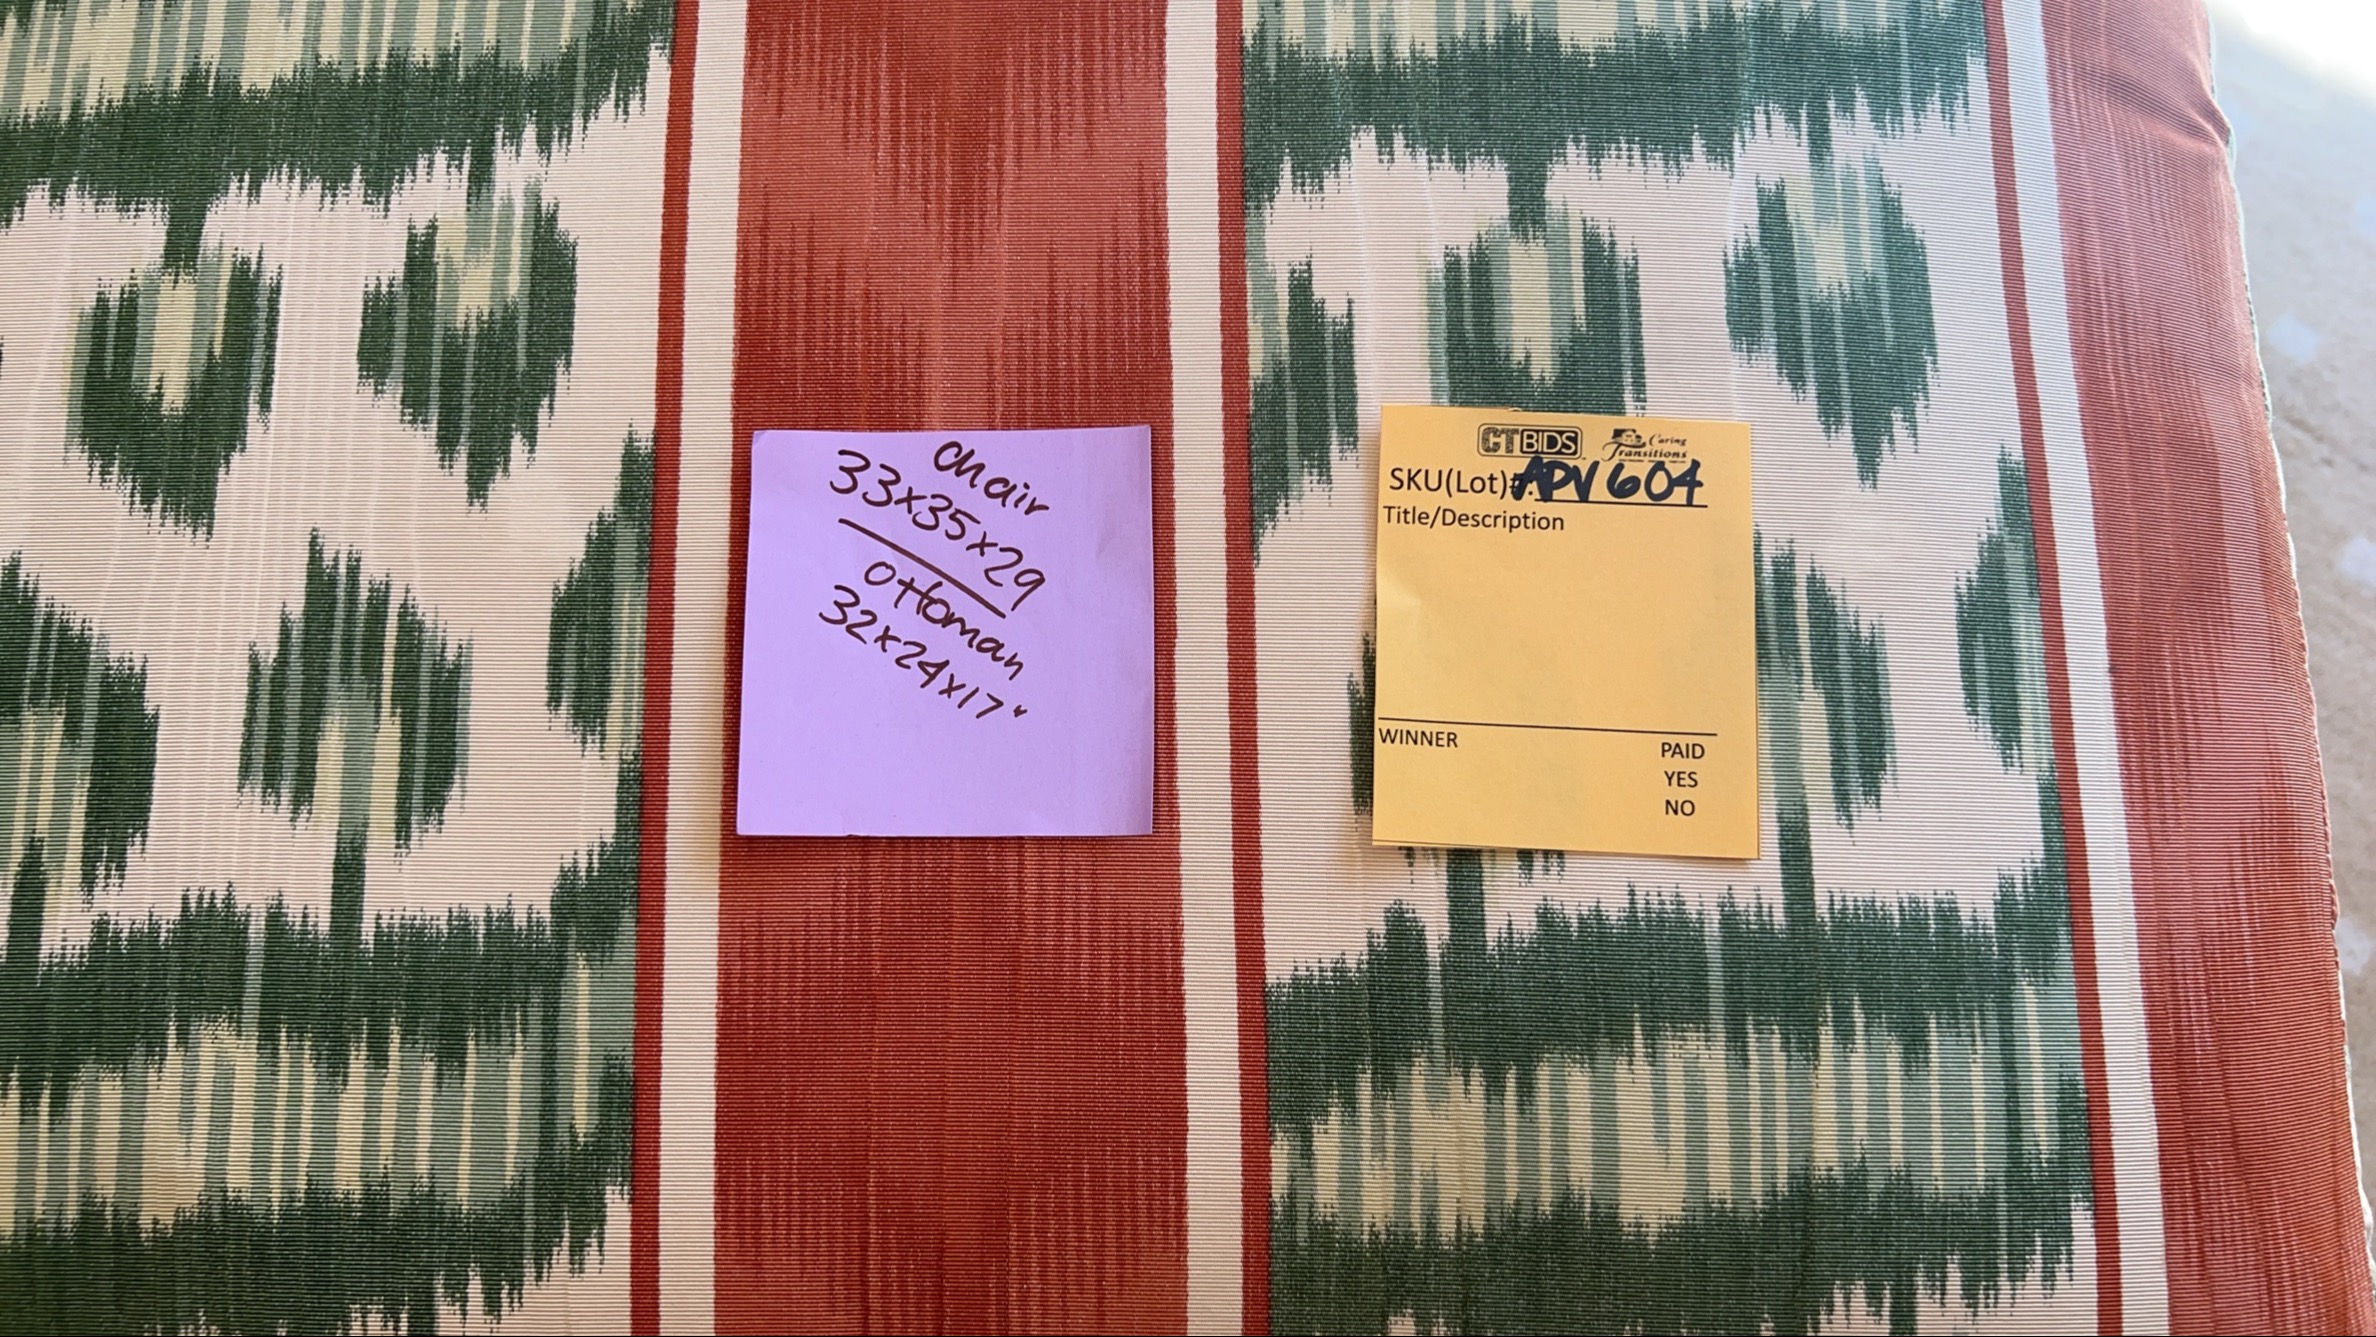 Chair
33x35x29
Ottoman
32x24x17"
CTBIDS
Caring Transitions
SKU(Lot)#: APV604
Title/Description
WINNER
PAID
YES
NO